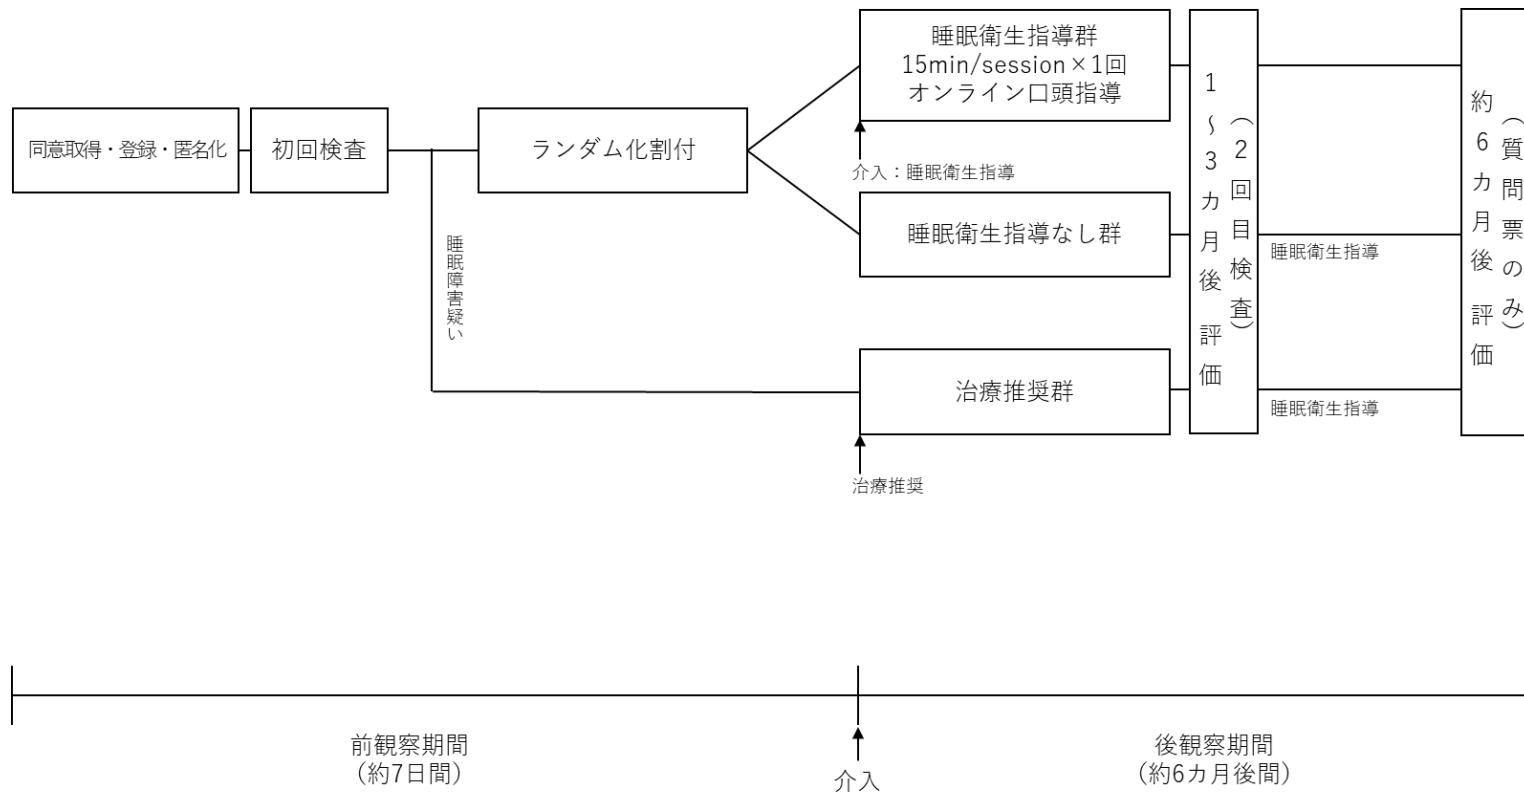 同意取得・登録・匿名化
初回検査
睡眠障害疑い
ランダム化割付
睡眠衛生指導群
15min/session×1回
オンライン口頭指導
介入：睡眠衛生指導
睡眠衛生指導なし群
治療推奨群
治療推奨
1～3カ月後 評価
（2回目検査）
睡眠衛生指導
睡眠衛生指導
約6カ月後 評価
（質問票のみ）
前観察期間
（約7日間）
介入
後観察期間
（約6カ月後間）